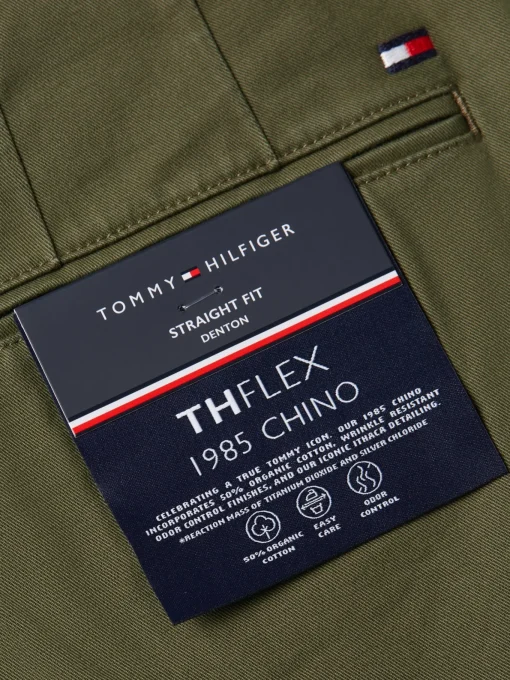 TOMMY HILFIGER
STRAIGHT FIT
DENTON
THFLEX
1985 CHINO
CELEBRATING A TRUE TOMMY ICON, OUR 1985 CHINO
INCORPORATES 50% ORGANIC COTTON, WRINKLE RESISTANT
ODOR CONTROL FINISHES, AND OUR ICONIC ITHACA DETAILING.
*REACTION MASS OF TITANIUM DIOXIDE AND SILVER CHLORIDE
50% ORGANIC
COTTON
EASY
CARE
ODOR
CONTROL